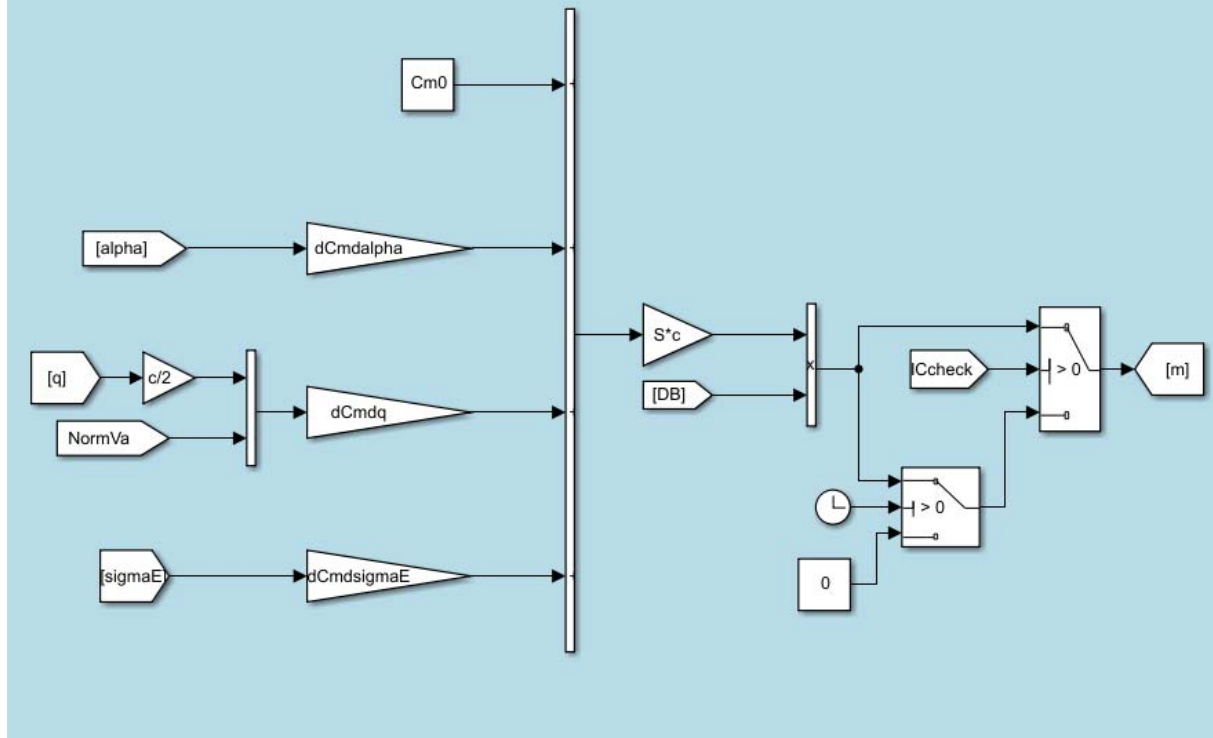 Cm0
[alpha]
dCmdalpha
[q]
c/2
NormVa
dCmdq
[sigmaE]
dCmdsigmaE
S*c
[DB]
x
ICcheck
> 0
[m]
> 0
0